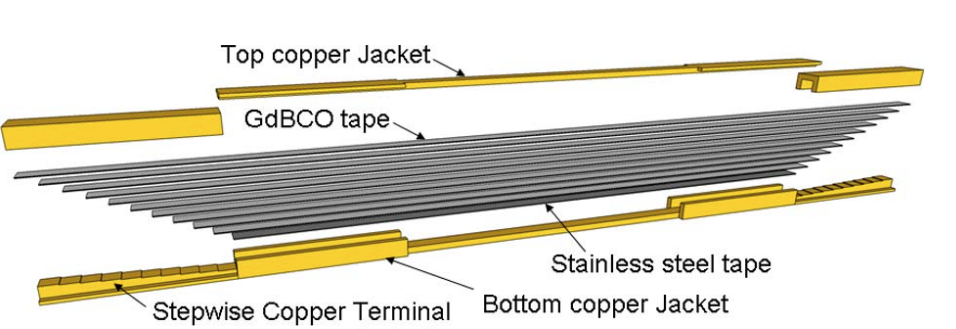 Top copper Jacket
GdBCO tape
Stainless steel tape
Stepwise Copper Terminal
Bottom copper Jacket